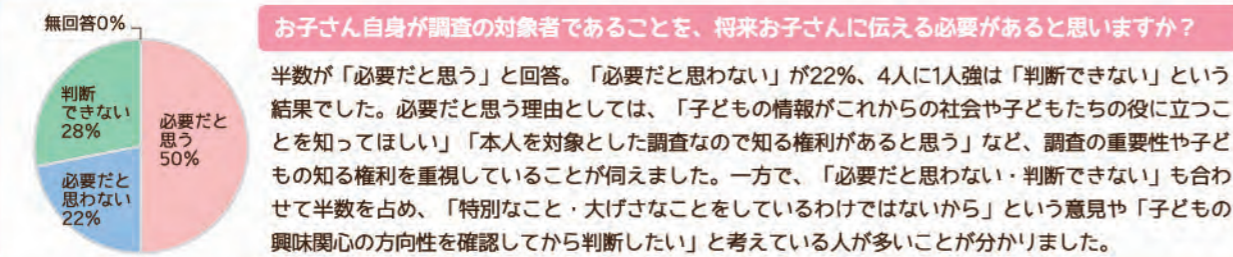 無回答0%
判断
できない
28%
必要だと
思う
50%
必要だと
思わない
22%
お子さん自身が調査の対象者であることを、将来お子さんに伝える必要があると思いますか？
半数が「必要だと思う」と回答。「必要だと思わない」が22%、4人に1人強は「判断できない」という
結果でした。必要だと思う理由としては、「子どもの情報がこれからの社会や子どもたちの役に立つこ
とを知ってほしい」「本人を対象とした調査なので知る権利があると思う」など、調査の重要性や子ど
もの知る権利を重視していることが伺えました。一方で、「必要だと思わない・判断できない」も合わ
せて半数を占め、「特別なこと・大げさなことをしているわけではないから」という意見や「子どもの
興味関心の方向性を確認してから判断したい」と考えている人が多いことが分かりました。